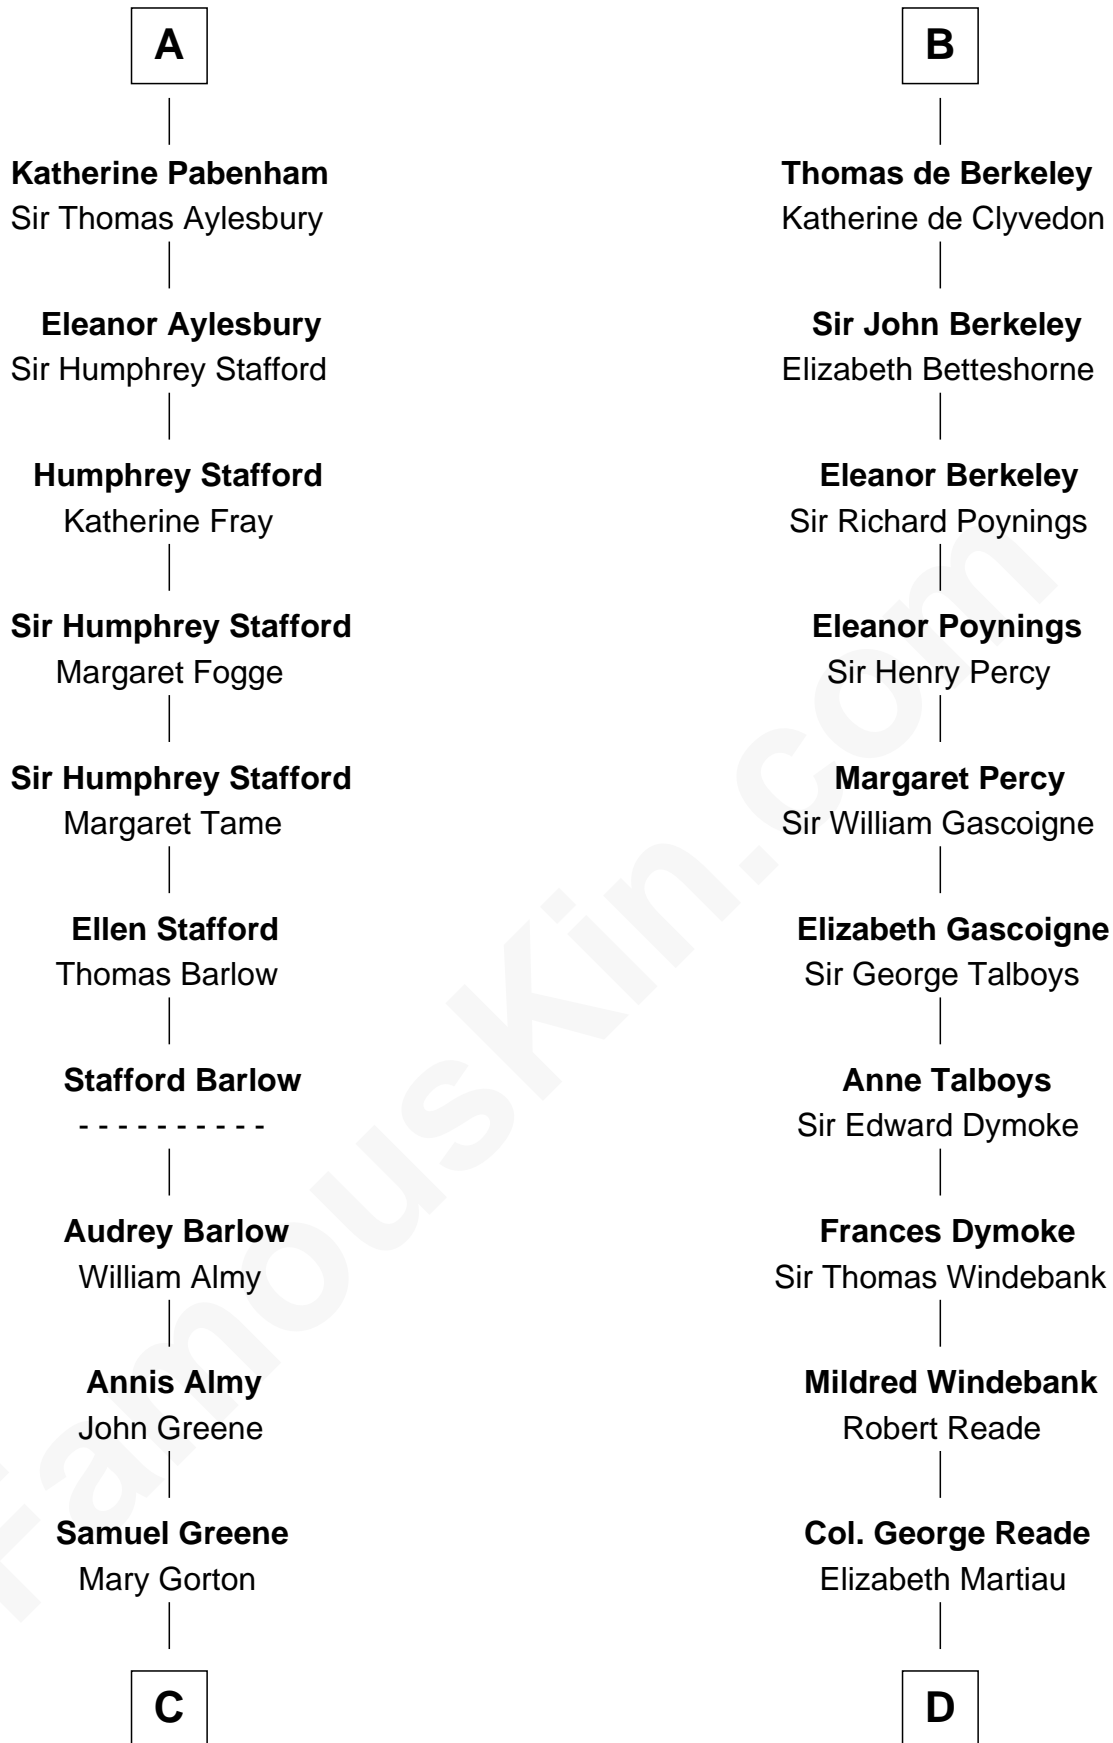 A
Katherine Pabenham
Sir Thomas Aylesbury
Eleanor Aylesbury
Sir Humphrey Stafford
Humphrey Stafford
Katherine Fray
Sir Humphrey Stafford
Margaret Fogge
Sir Humphrey Stafford
Margaret Tame
Ellen Stafford
Thomas Barlow
Stafford Barlow
- - - - - - - - - -
Audrey Barlow
William Almy
Annis Almy
John Greene
Samuel Greene
Mary Gorton
C
B
Thomas de Berkeley
Katherine de Clyvedon
Sir John Berkeley
Elizabeth Betteshorne
Eleanor Berkeley
Sir Richard Poynings
Eleanor Poynings
Sir Henry Percy
Margaret Percy
Sir William Gascoigne
Elizabeth Gascoigne
Sir George Talboys
Anne Talboys
Sir Edward Dymoke
Frances Dymoke
Sir Thomas Windebank
Mildred Windebank
Robert Reade
Col. George Reade
Elizabeth Martiau
D
FamousKin.com